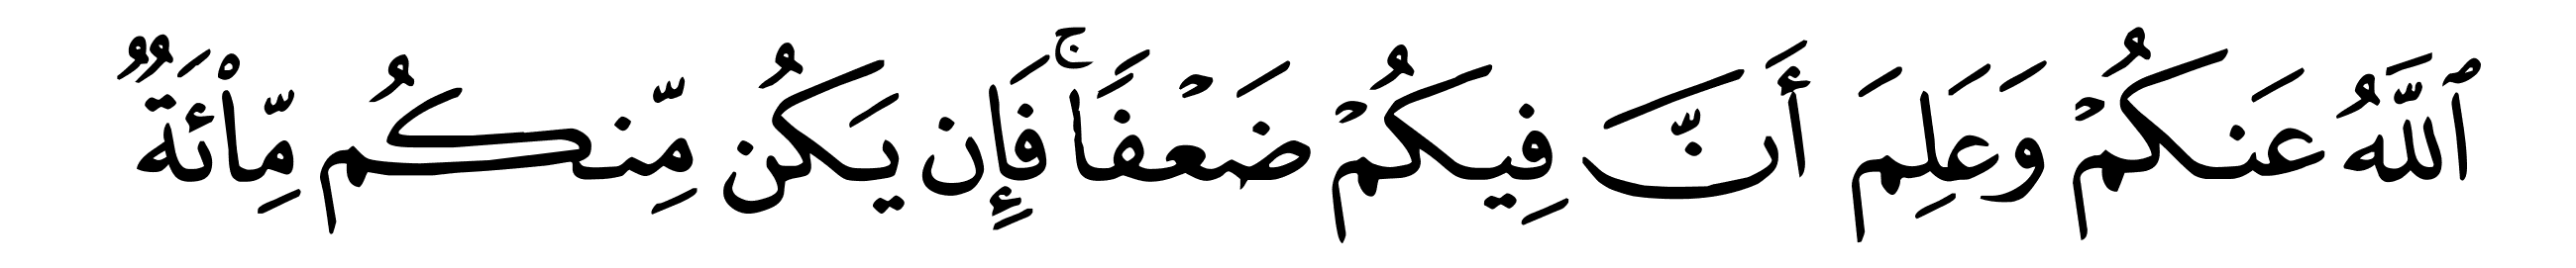 ٱللَّهُ عَنكُمْ وَعَلِمَ أَنَّ فِيكُمْ ضَعْفًۭا ۚ فَإِن يَكُن مِّنكُم مِّا۟ئَةٌۭ